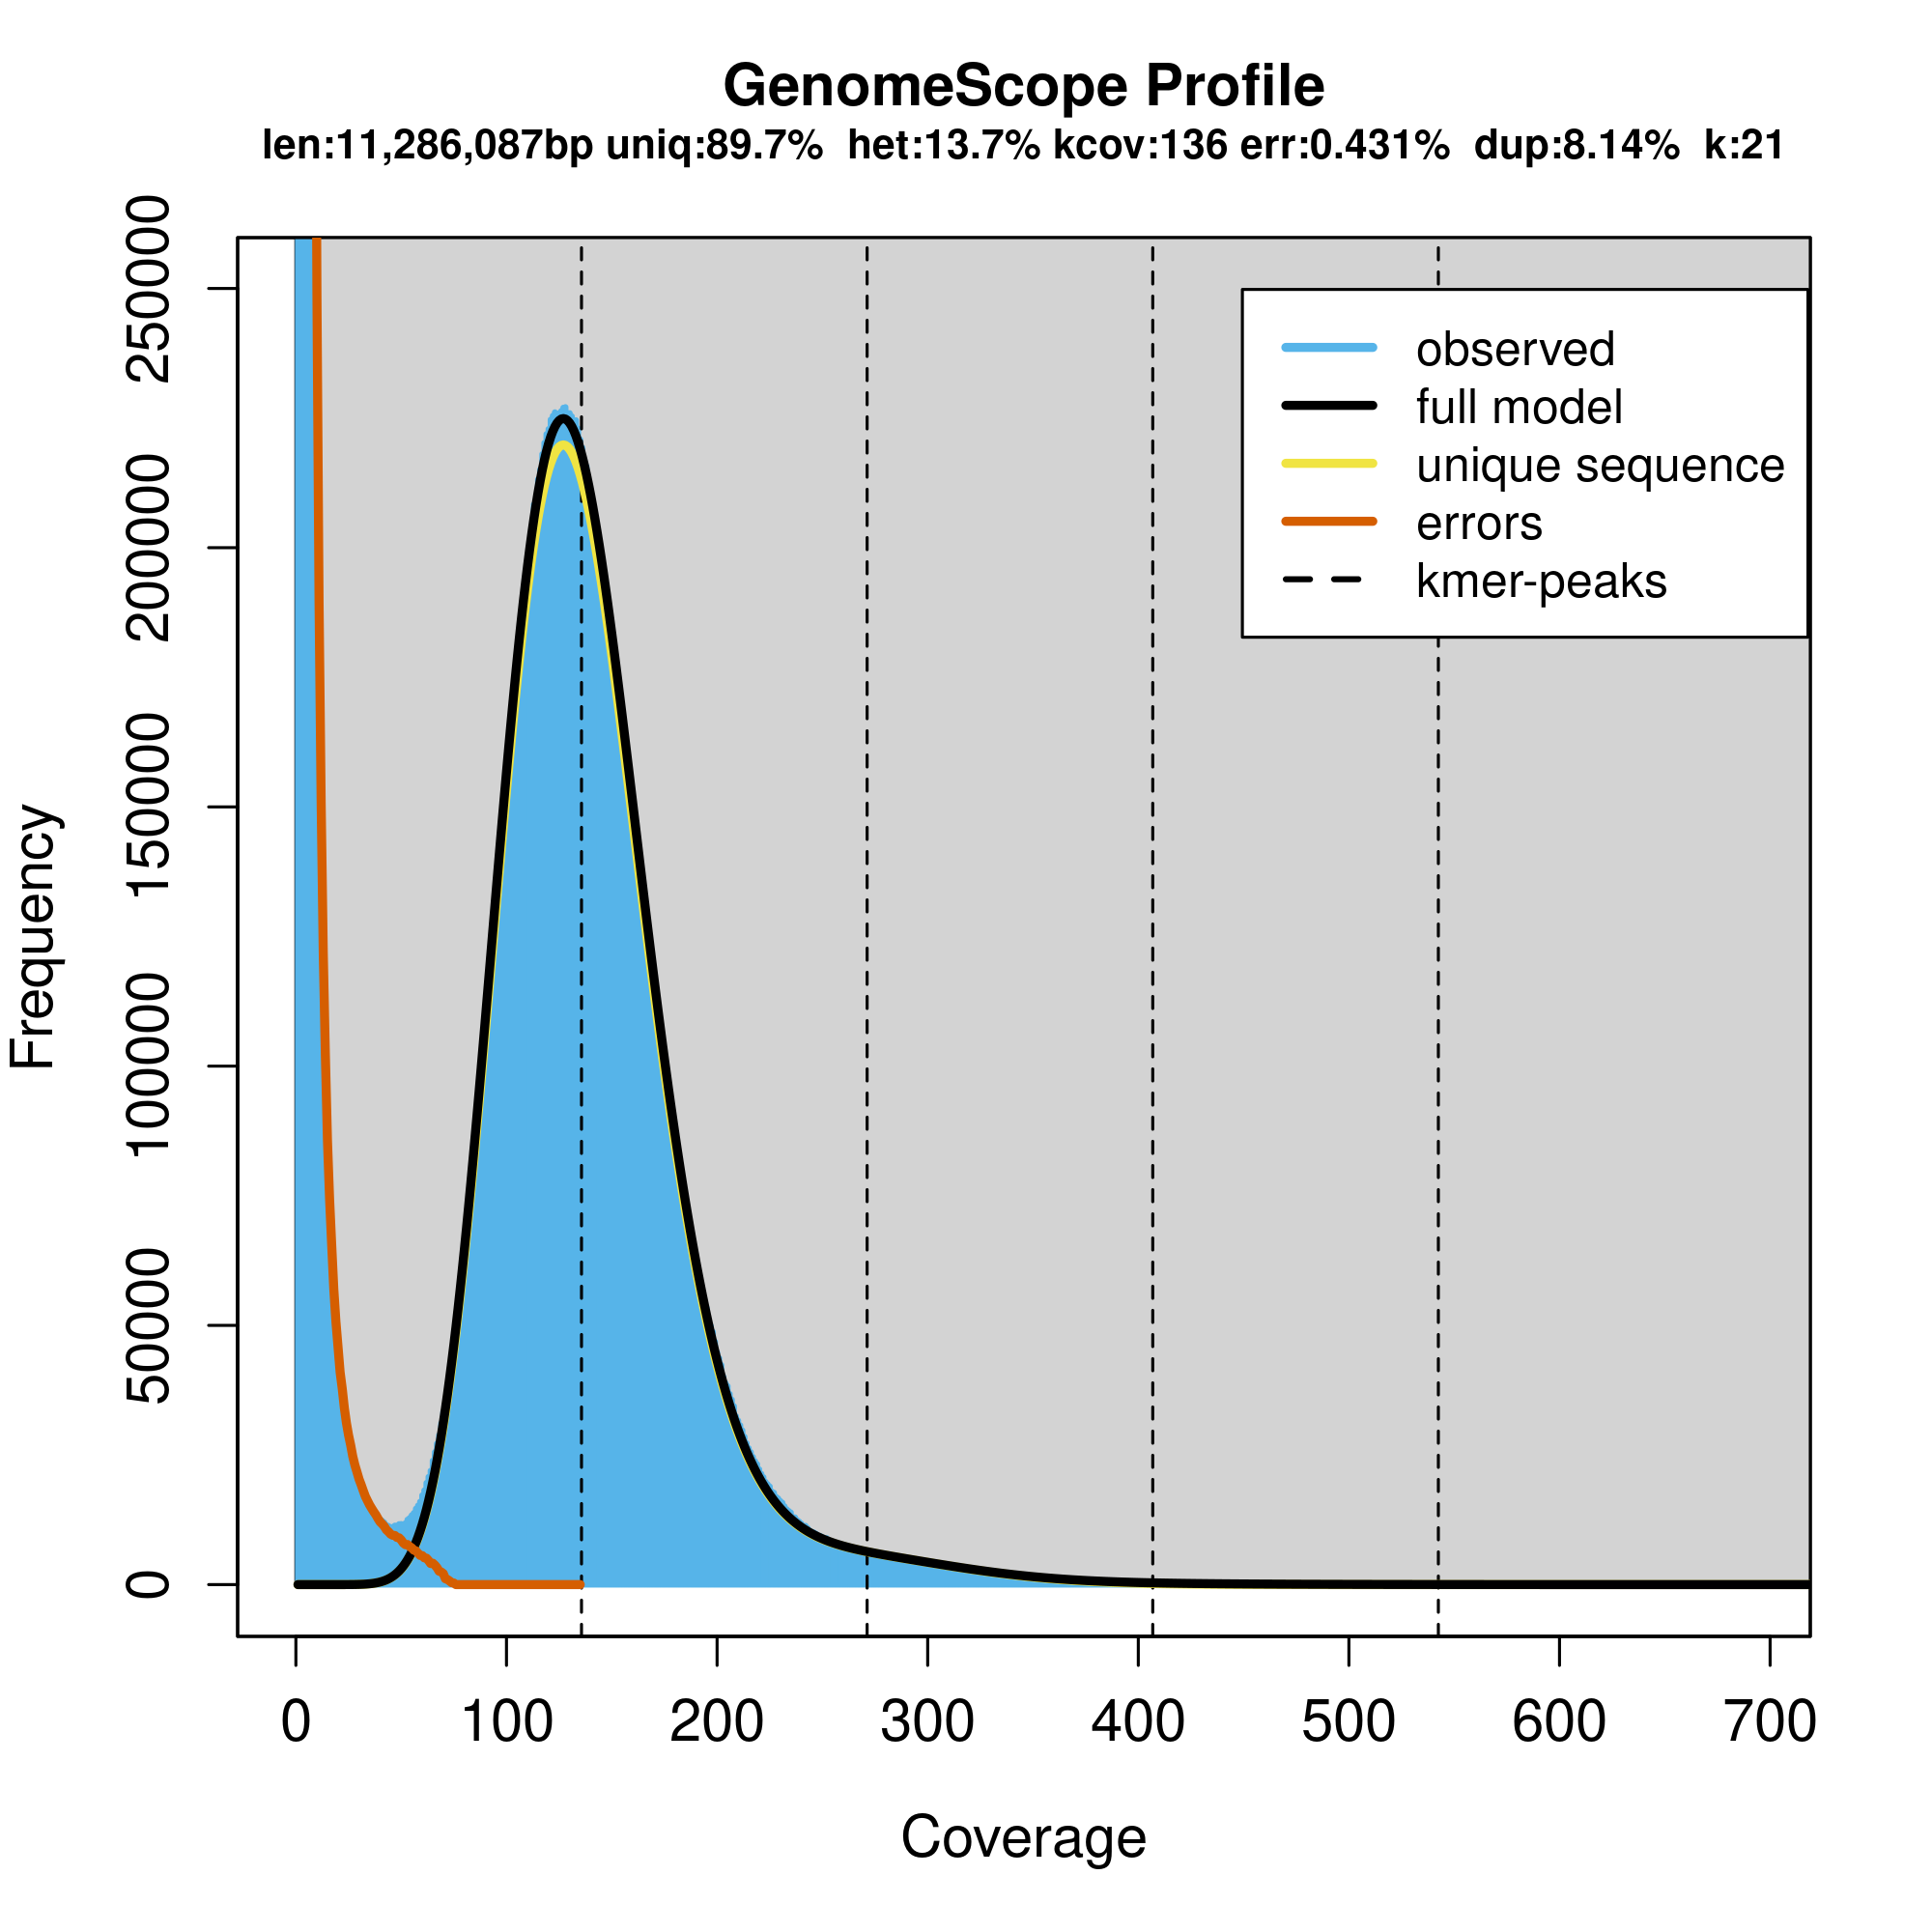 GenomeScope Profile
len:11,286,087bp uniq:89.7% het:13.7% kcov:136 err:0.431% dup:8.14% k:21
250000
200000
150000
100000
50000
0
Frequency
observed
full model
unique sequence
errors
kmer-peaks
0 100 200 300 400 500 600 700
Coverage